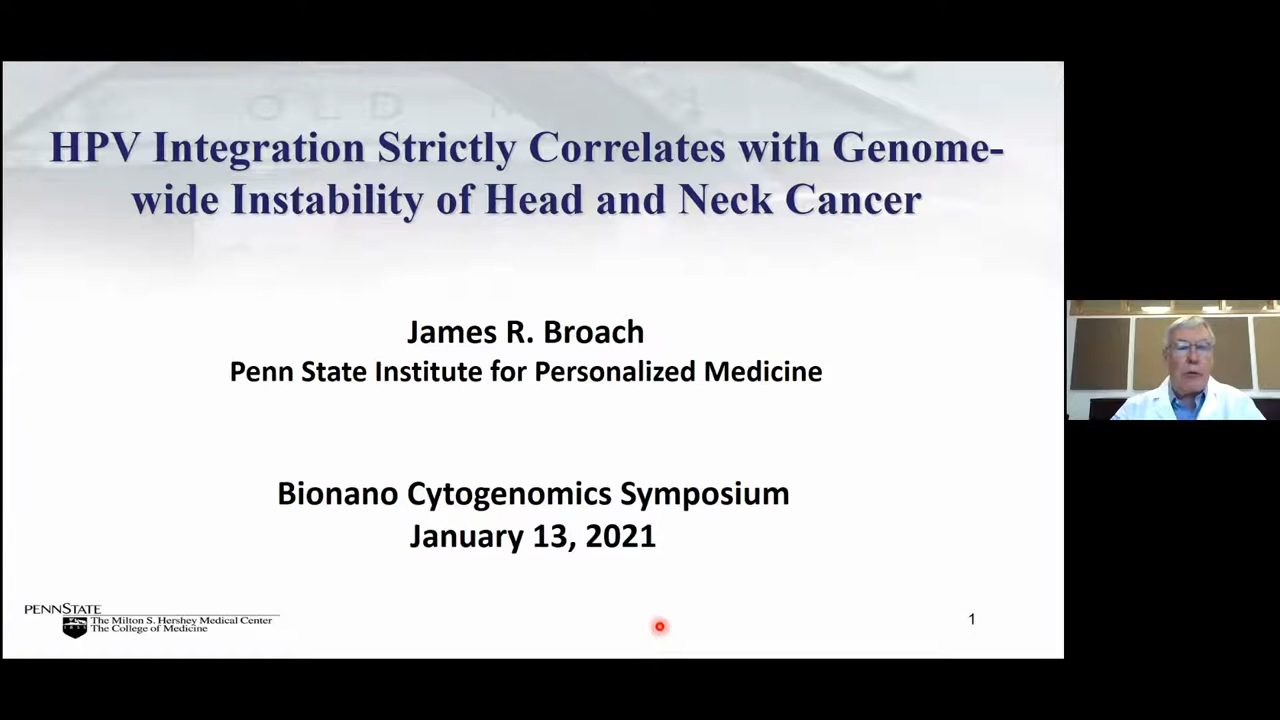 HPV Integration Strictly Correlates with Genome-
wide Instability of Head and Neck Cancer
James R. Broach
Penn State Institute for Personalized Medicine
Bionano Cytogenomics Symposium
January 13, 2021
PENNSTATE
The Milton S. Hershey Medical Center
The College of Medicine
1